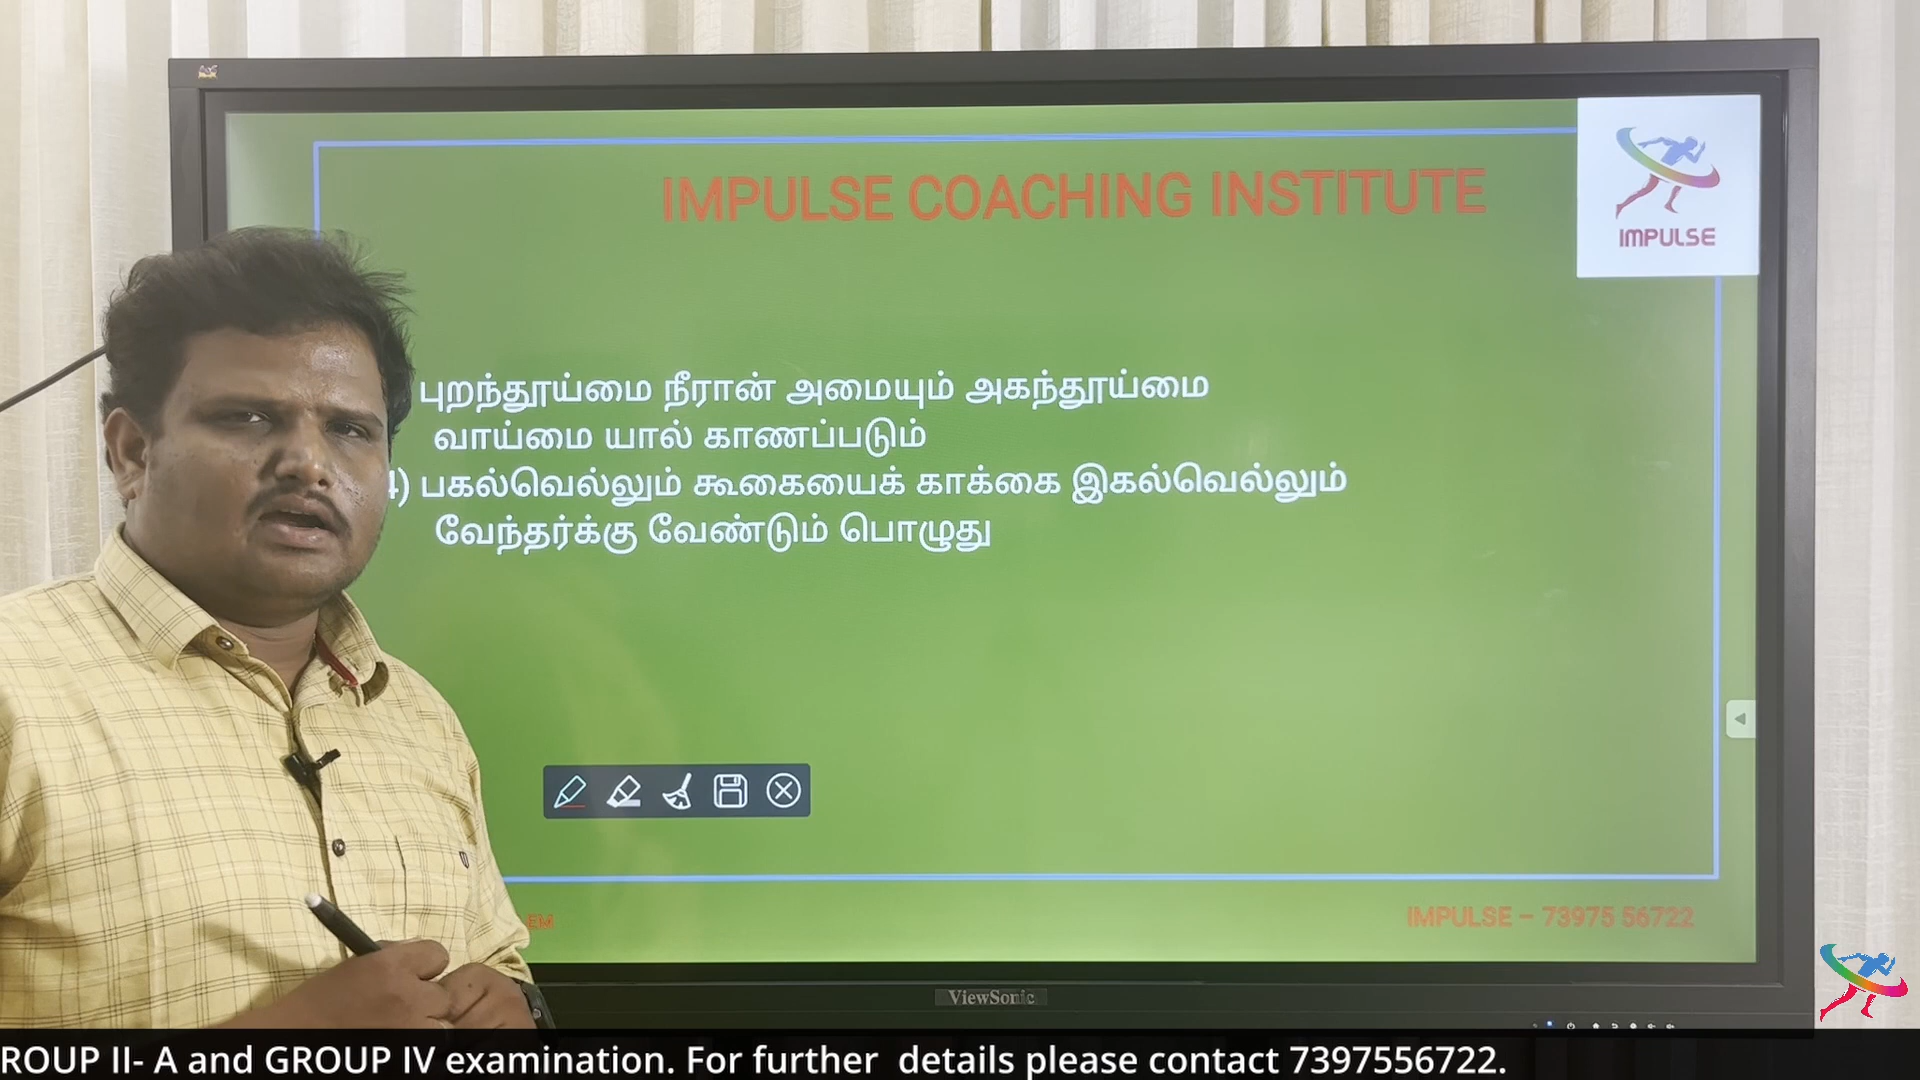 IMPULSE COACHING INSTITUTE
IMPULSE
புறந்தூய்மை நீரான் அமையும் அகந்தூய்மை
வாய்மை யால் காணப்படும்
4) பகல்வெல்லும் கூகையைக் காக்கை இகல்வெல்லும்
வேந்தர்க்கு வேண்டும் பொழுது
EM
IMPULSE – 73975 56722
ViewSonic
ROUP II- A and GROUP IV examination. For further details please contact 7397556722.